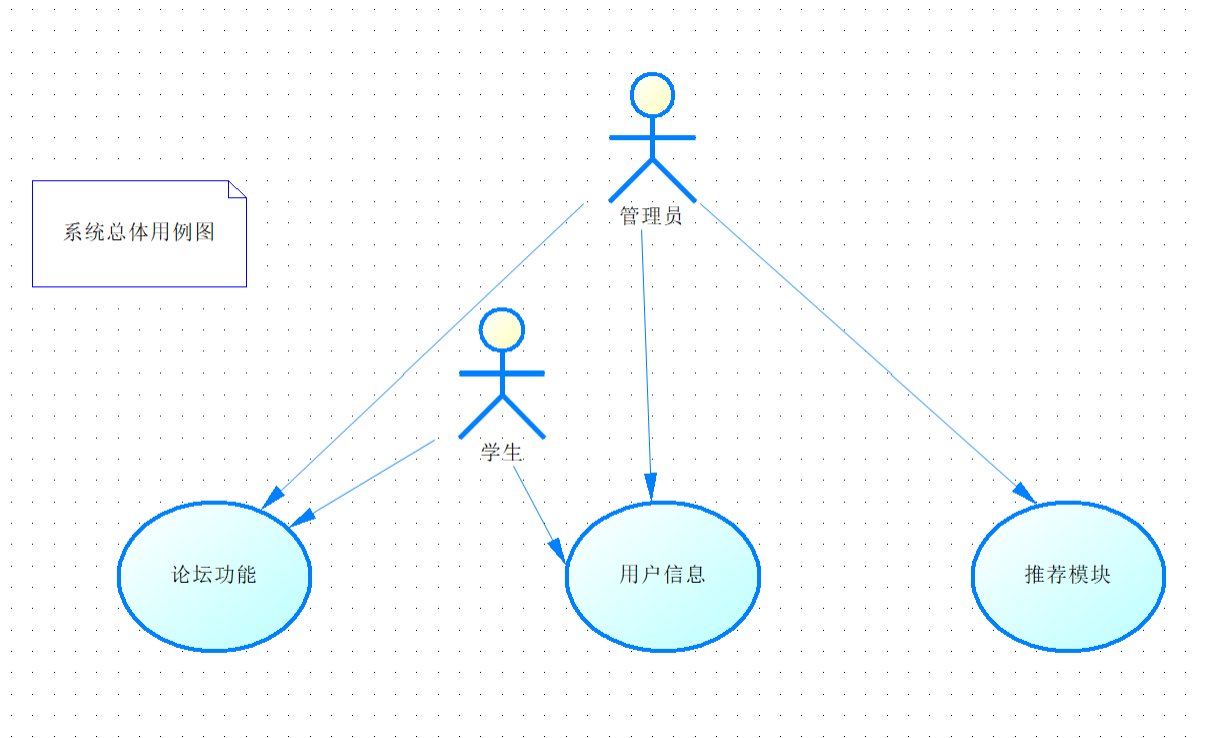 管理员
系统总体用例图
学生
论坛功能
用户信息
推荐模块